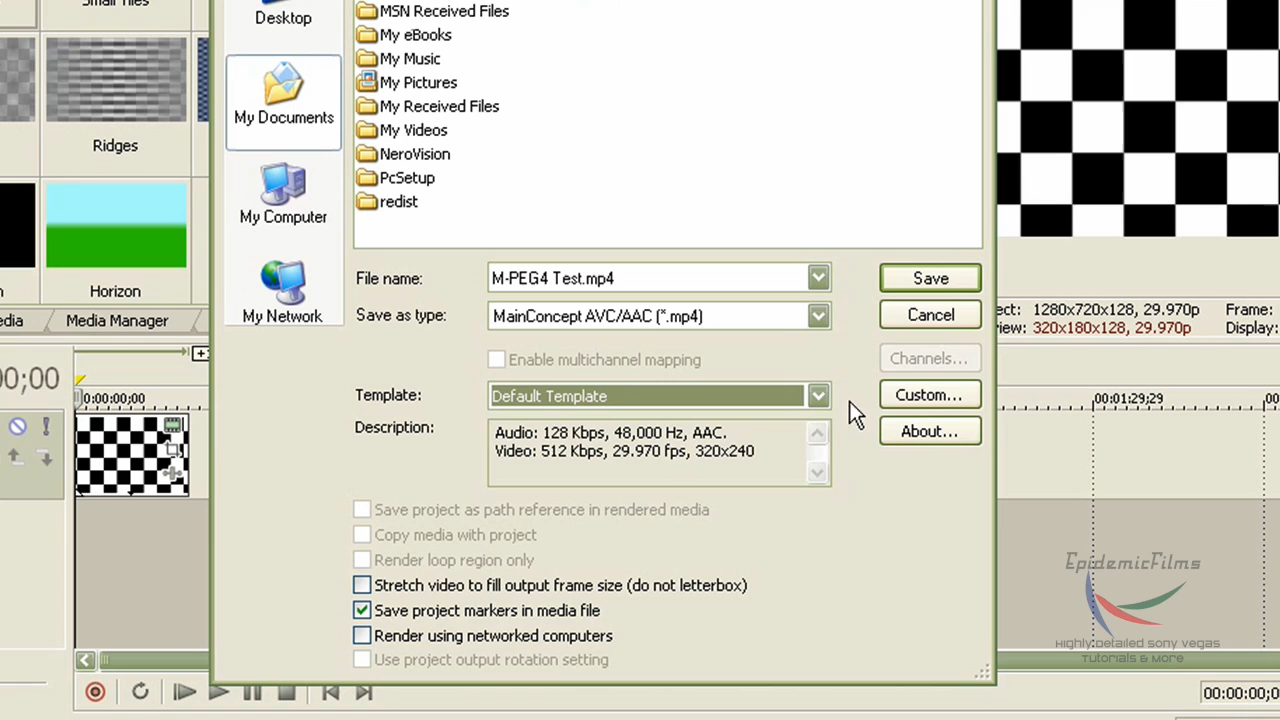 Small Tiles
Desktop
MSN Received Files
My eBooks
My Music
My Pictures
My Documents
My Received Files
My Videos
Ridges
NeroVision
PcSetup
redist
My Computer
Horizon
My Network
File name:
M-PEG4 Test.mp4
Save
Save as type:
MainConcept AVC/AAC (*.mp4)
Cancel
Media Manager
1280x720x128, 29.970p
Frame:
320x180x128, 29.970p
Display:
Enable multichannel mapping
Channels...
Template:
Default Template
Custom...
Description:
Audio: 128 Kbps, 48,000 Hz, AAC.
Video: 512 Kbps, 29.970 fps, 320x240
About...
00;00
0:00:00;00
00:01:29;29
Save project as path reference in rendered media
Copy media with project
Render loop region only
Stretch video to fill output frame size (do not letterbox)
Save project markers in media file
Render using networked computers
Use project output rotation setting
EpidemicFilms
Highly Detailed Sony Vegas
Tutorials & More